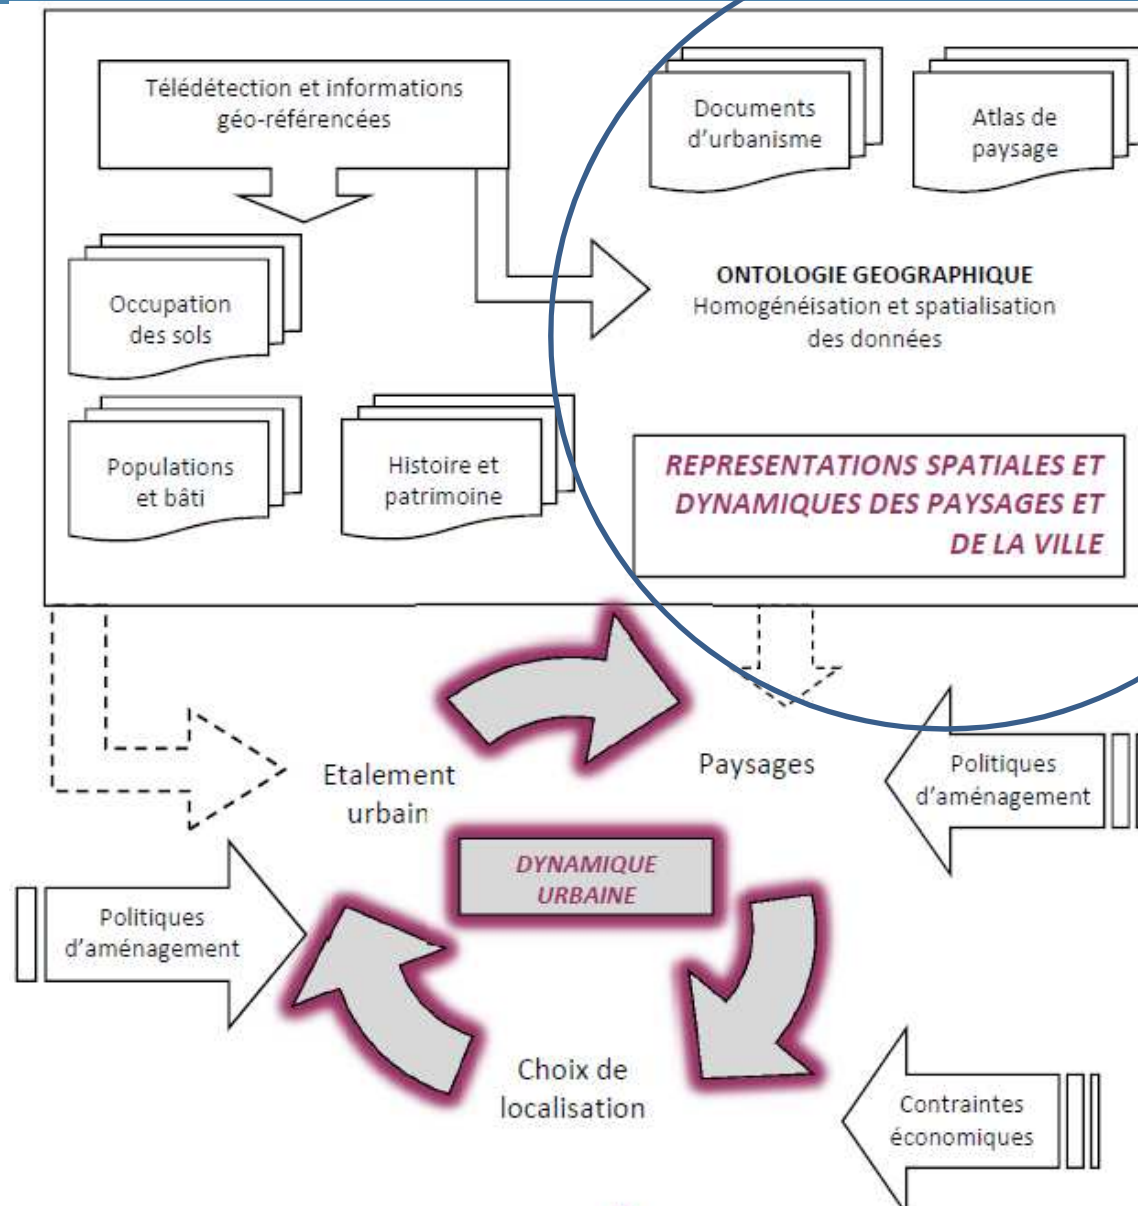 Télédétection et informations
géo-référencées
Documents
d'urbanisme
Atlas de
paysage
Occupation
des sols
ONTOLOGIE GEOGRAPHIQUE
Homogénéisation et spatialisation
des données
Populations
et bâti
Histoire et
patrimoine
REPRESENTATIONS SPATIALES ET
DYNAMIQUES DES PAYSAGES ET
DE LA VILLE
Etalement
urbain
Paysages
Politiques
d'aménagement
DYNAMIQUE
URBAINE
Politiques
d'aménagement
Choix de
localisation
Contraintes
économiques